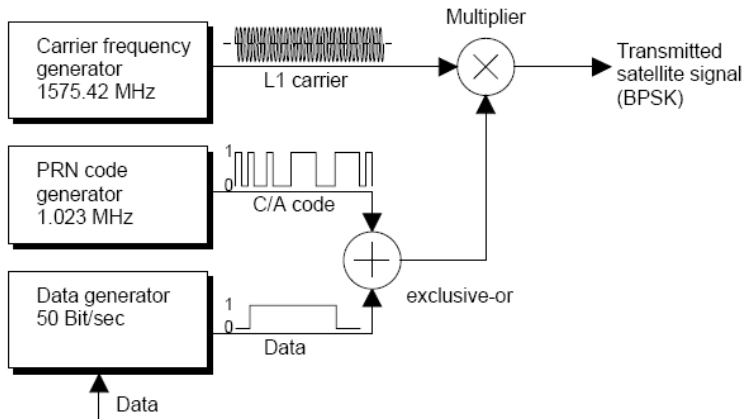 Multiplier
Carrier frequency
generator
1575.42 MHz
L1 carrier
Transmitted
satellite signal
(BPSK)
PRN code
generator
1.023 MHz
1
0
C/A code
Data generator
50 Bit/sec
1
0
Data
exclusive-or
Data